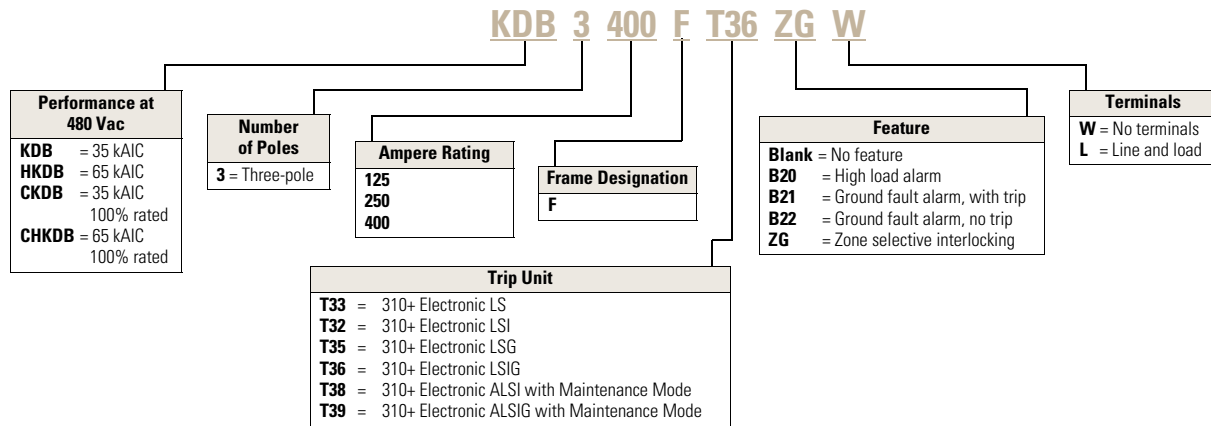 KDB 3 400 F T36 ZG W
Performance at
480 Vac
KDB = 35 kAIC
HKDB = 65 kAIC
CKDB = 35 kAIC
100% rated
CHKDB = 65 kAIC
100% rated
Number
of Poles
3 = Three-pole
Ampere Rating
125
250
400
Frame Designation
F
Trip Unit
T33 = 310+ Electronic LS
T32 = 310+ Electronic LSI
T35 = 310+ Electronic LSG
T36 = 310+ Electronic LSIG
T38 = 310+ Electronic ALSI with Maintenance Mode
T39 = 310+ Electronic ALSIG with Maintenance Mode
Feature
Blank = No feature
B20 = High load alarm
B21 = Ground fault alarm, with trip
B22 = Ground fault alarm, no trip
ZG = Zone selective interlocking
Terminals
W = No terminals
L = Line and load